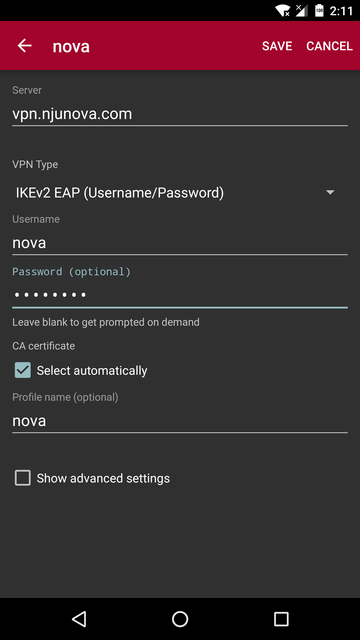 2:11
nova
SAVE CANCEL
Server
vpn.njunova.com
VPN Type
IKEv2 EAP (Username/Password)
Username
nova
Password (optional)
••••••••
Leave blank to get prompted on demand
CA certificate
Select automatically
Profile name (optional)
nova
Show advanced settings